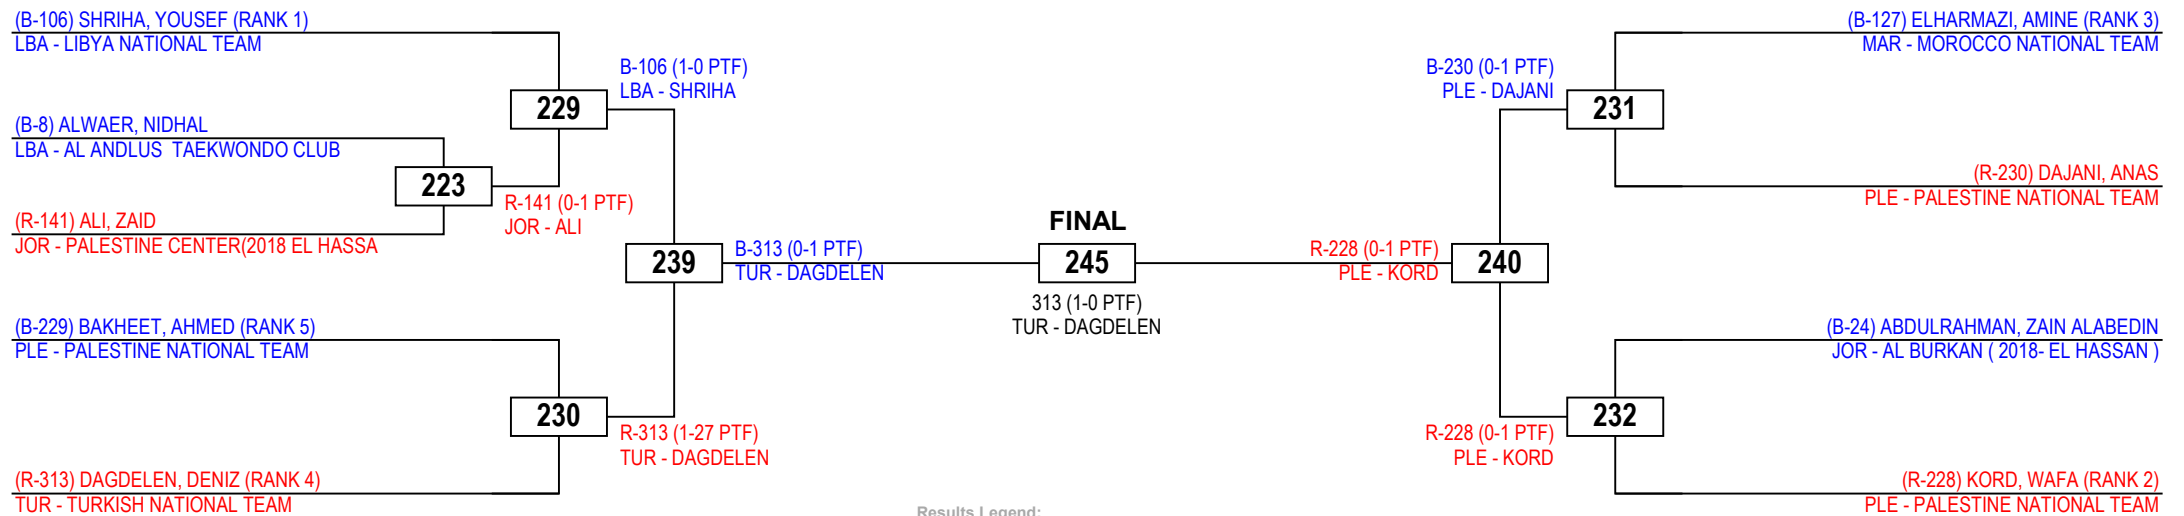 (B-106) SHRIHA, YOUSEF (RANK 1)
LBA - LIBYA NATIONAL TEAM
(B-8) ALWAER, NIDHAL
LBA - AL ANDLUS  TAEKWONDO CLUB
(R-141) ALI, ZAID
JOR - PALESTINE CENTER(2018 EL HASSA
(B-229) BAKHEET, AHMED (RANK 5)
PLE - PALESTINE NATIONAL TEAM
(R-313) DAGDELEN, DENIZ (RANK 4)
TUR - TURKISH NATIONAL TEAM
223
R-141 (0-1 PTF)
JOR - ALI
229
B-106 (1-0 PTF)
LBA - SHRIHA
230
R-313 (1-27 PTF)
TUR - DAGDELEN
239
B-313 (0-1 PTF)
TUR - DAGDELEN
FINAL
245
313 (1-0 PTF)
TUR - DAGDELEN
R-228 (0-1 PTF)
PLE - KORD
240
B-230 (0-1 PTF)
PLE - DAJANI
231
R-228 (0-1 PTF)
PLE - KORD
232
(B-127) ELHARMAZI, AMINE (RANK 3)
MAR - MOROCCO NATIONAL TEAM
(R-230) DAJANI, ANAS
PLE - PALESTINE NATIONAL TEAM
(B-24) ABDULRAHMAN, ZAIN ALABEDIN
JOR - AL BURKAN ( 2018- EL HASSAN )
(R-228) KORD, WAFA (RANK 2)
PLE - PALESTINE NATIONAL TEAM
Results Legend: